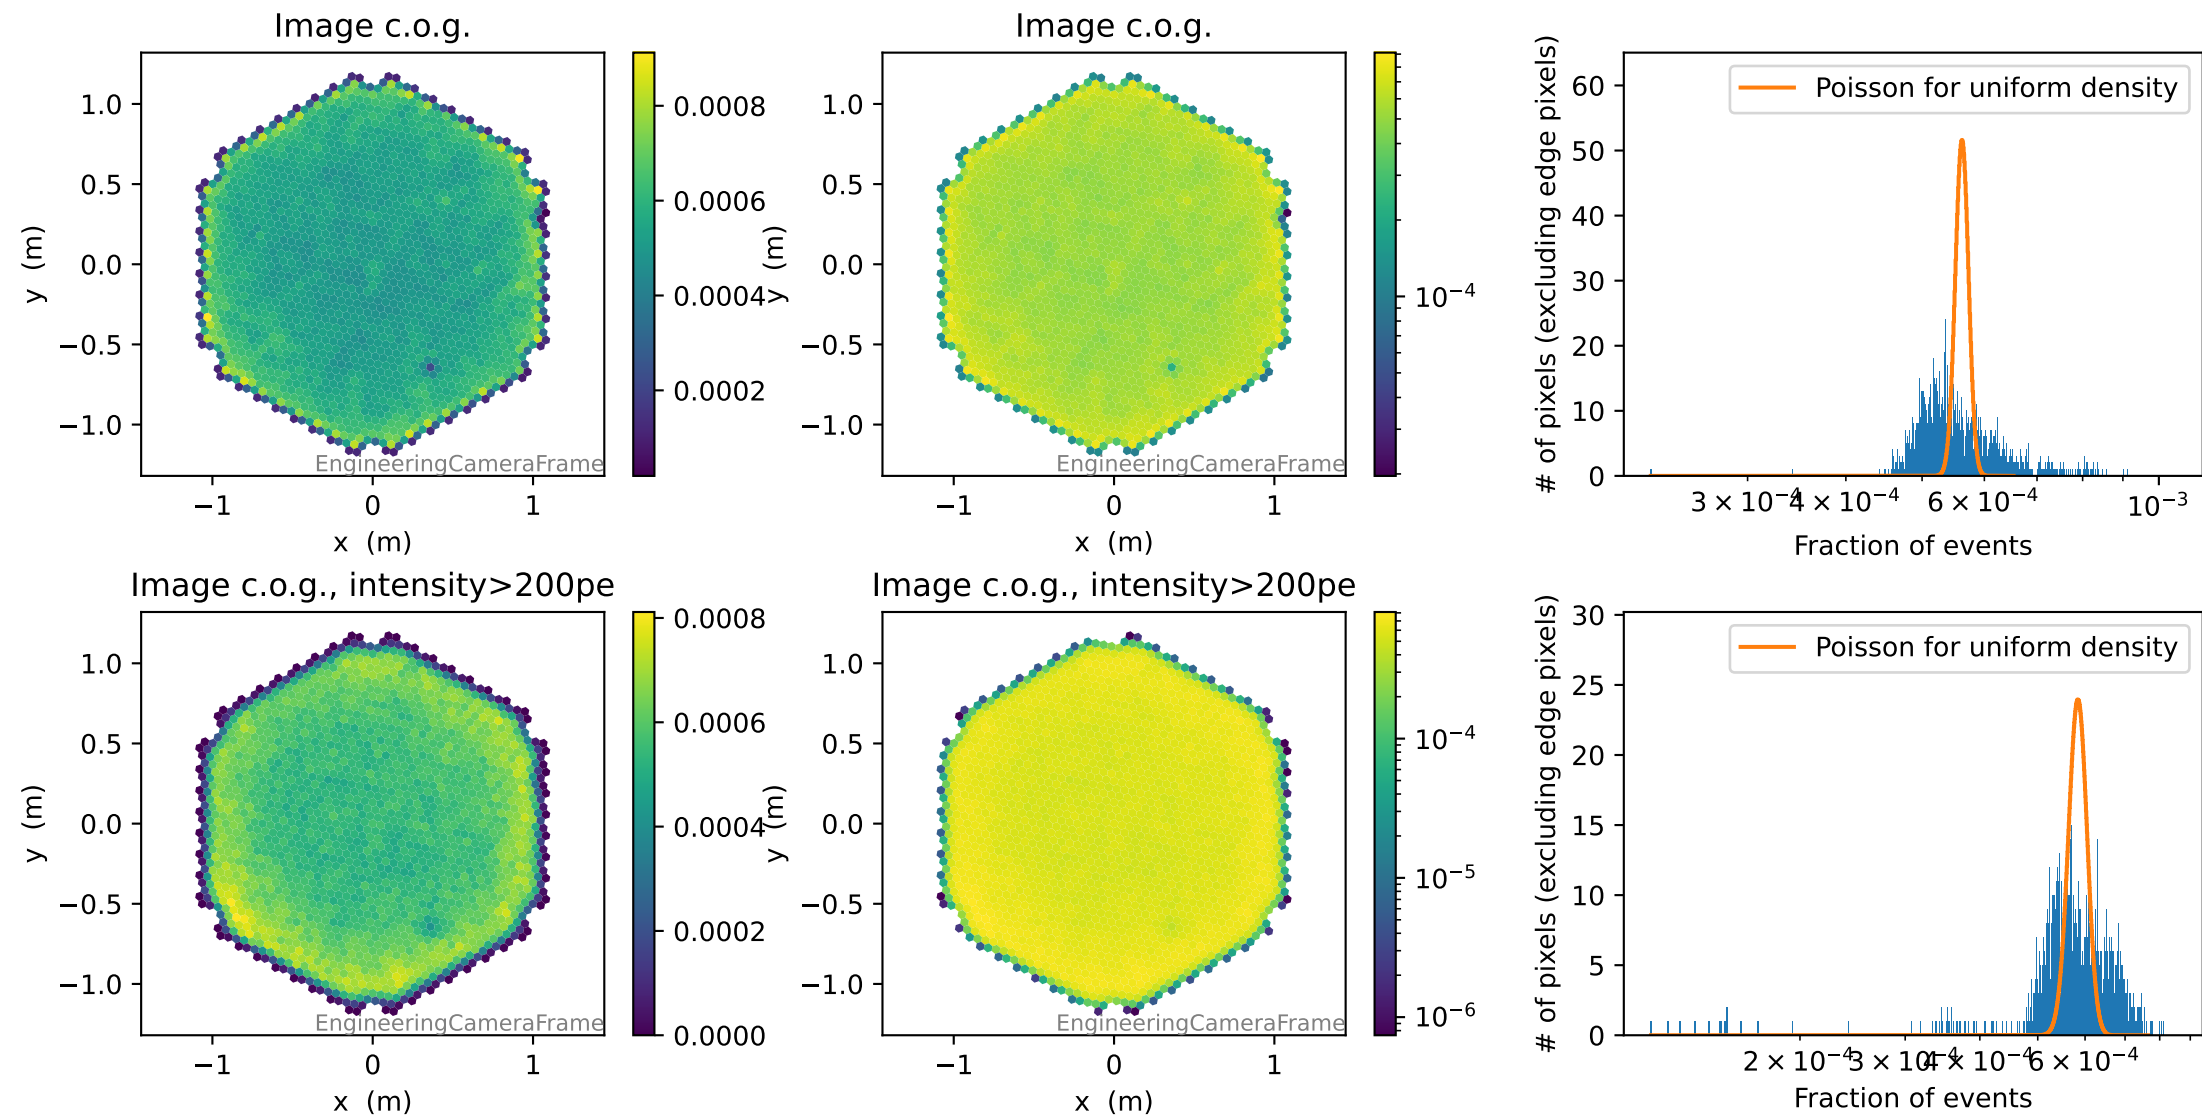 Image c.o.g.
y (m)
1.0
0.5
0.0
−0.5
−1.0
−1
0
1
x (m)
EngineeringCameraFrame
0.0008
0.0006
0.0004
0.0002
Image c.o.g.
y (m)
1.0
0.5
0.0
−0.5
−1.0
−1
0
1
x (m)
EngineeringCameraFrame
10⁻⁴
# of pixels (excluding edge pixels)
60
50
40
30
20
10
0
Poisson for uniform density
3 × 10⁻⁴
4 × 10⁻⁴
6 × 10⁻⁴
10⁻³
Fraction of events
Image c.o.g., intensity>200pe
y (m)
1.0
0.5
0.0
−0.5
−1.0
−1
0
1
x (m)
EngineeringCameraFrame
0.0008
0.0006
0.0004
0.0002
0.0000
Image c.o.g., intensity>200pe
y (m)
1.0
0.5
0.0
−0.5
−1.0
−1
0
1
x (m)
EngineeringCameraFrame
10⁻⁴
10⁻⁵
10⁻⁶
# of pixels (excluding edge pixels)
30
25
20
15
10
5
0
Poisson for uniform density
2 × 10⁻⁴
3 × 10⁻⁴
4 × 10⁻⁴
6 × 10⁻⁴
Fraction of events